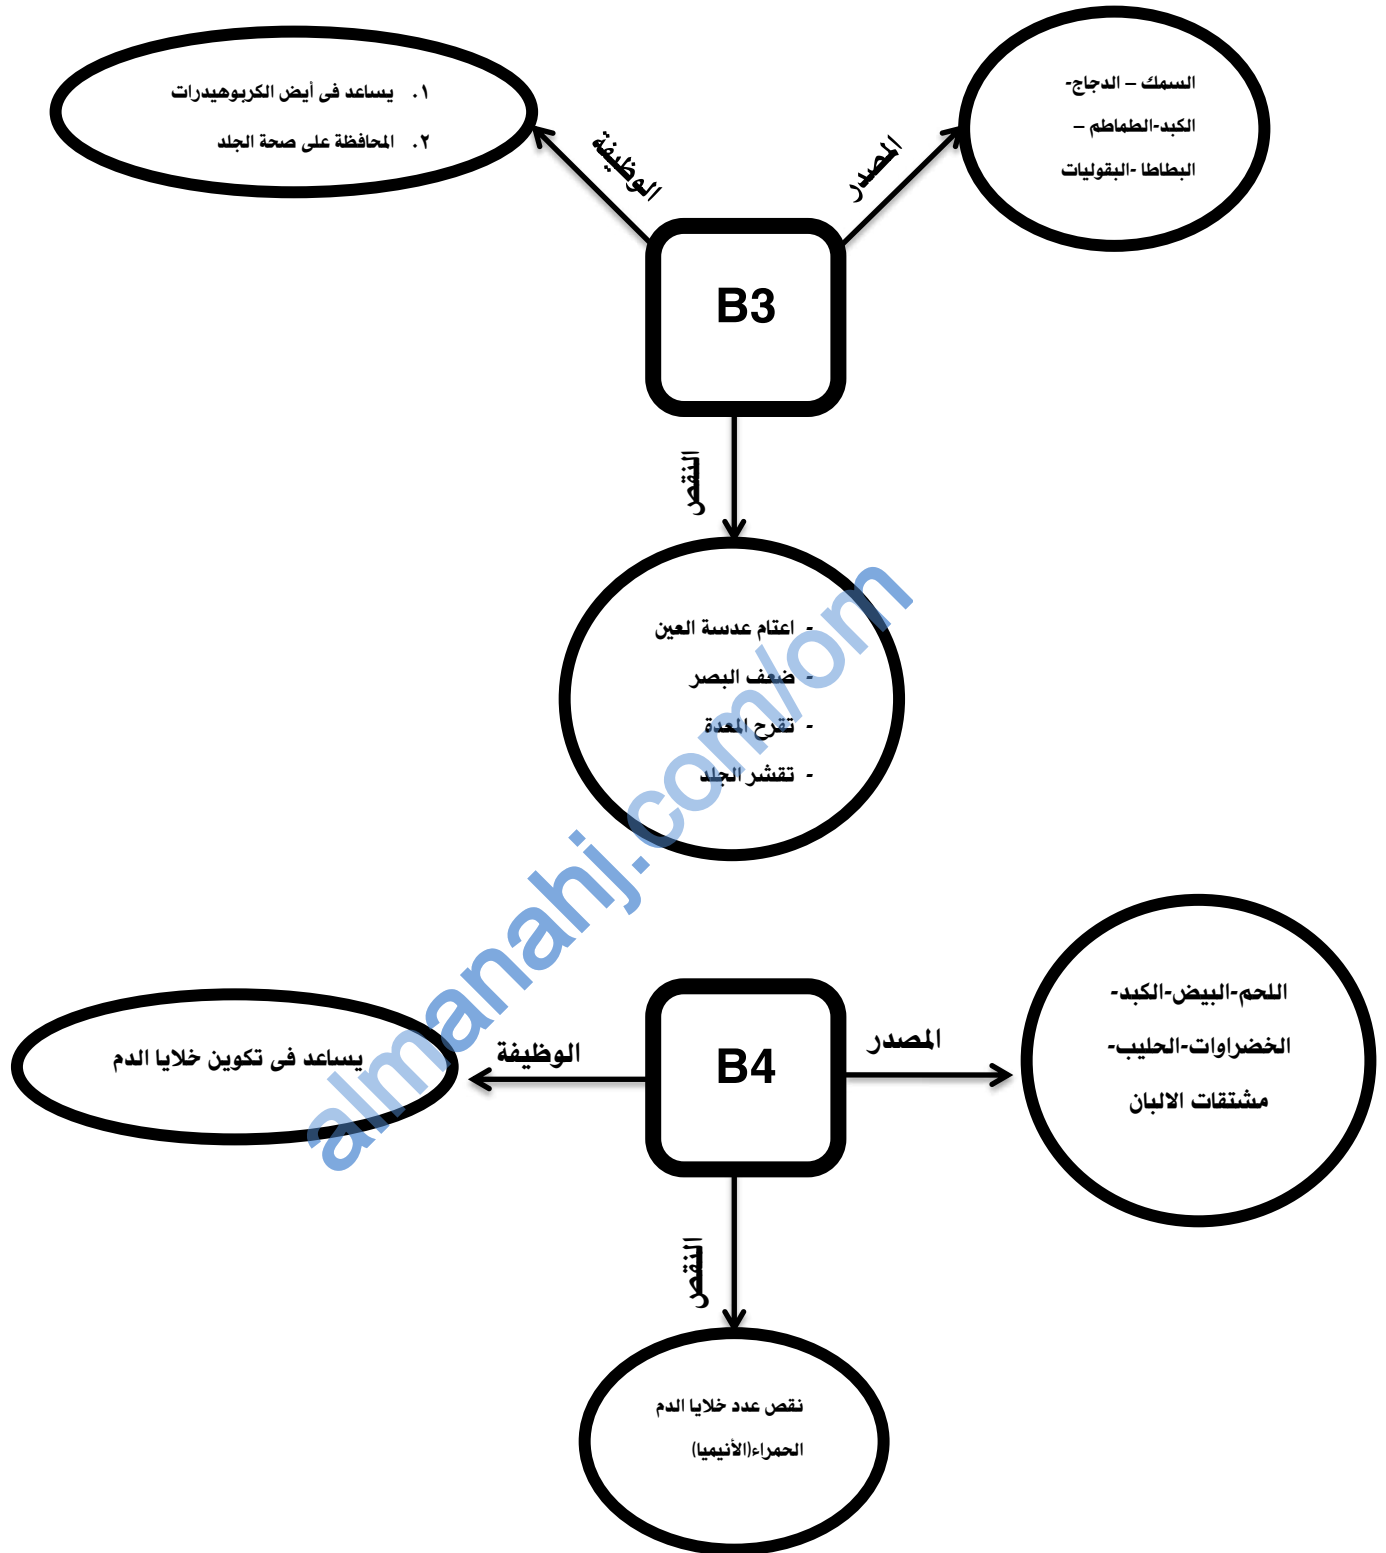 السمك – الدجاج-
الكبد-الطماطم –
البطاطا -البقوليات
١. يساعد فى أيض الكربوهيدرات
٢. المحافظة على صحة الجلد
المصدر
الوظيفة
B3
النقص
- اعتام عدسة العين
- ضعف البصر
- تقرح المعدة
- تقشر الجلد
almanahj.com/om
اللحم-البيض-الكبد-
الخضراوات-الحليب-
مشتقات الالبان
المصدر
B4
الوظيفة
يساعد فى تكوين خلايا الدم
النقص
نقص عدد خلايا الدم
الحمراء(الأنيميا)